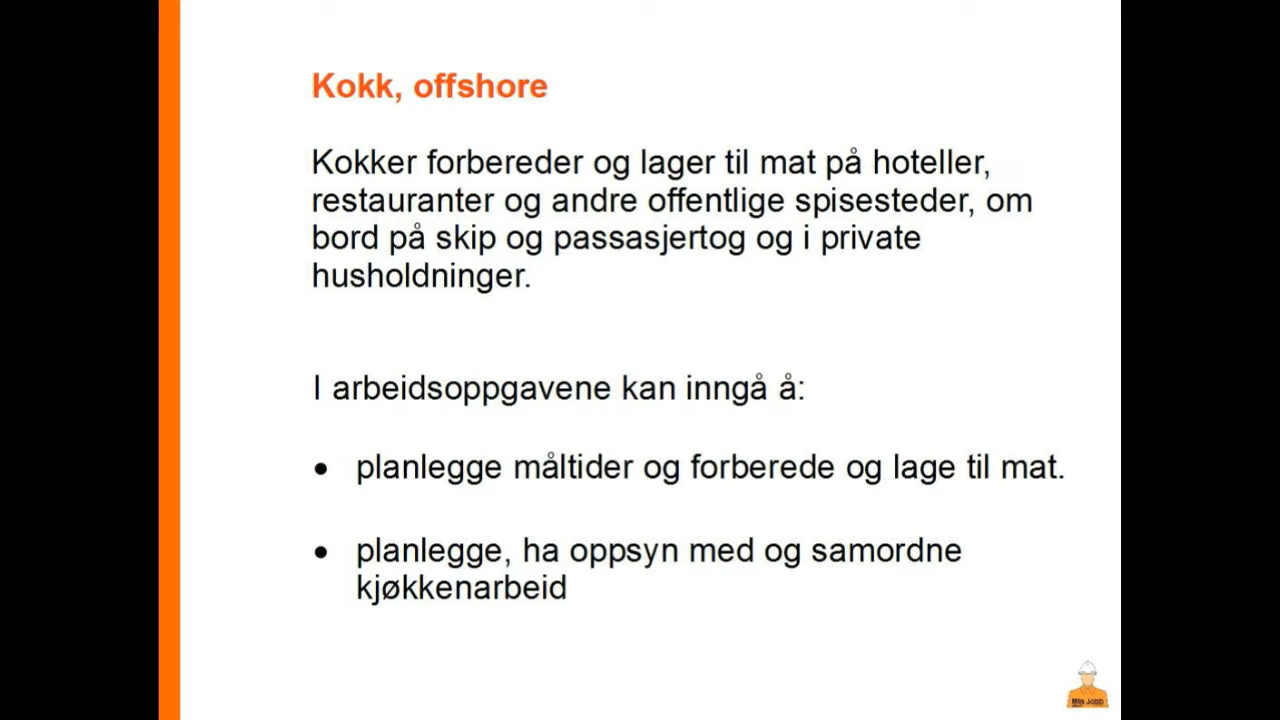 Kokk, offshore
Kokker forbereder og lager til mat på hoteller,
restauranter og andre offentlige spisesteder, om
bord på skip og passasjertog og i private
husholdninger.
I arbeidsoppgavene kan inngå å:
• planlegge måltider og forberede og lage til mat.
• planlegge, ha oppsyn med og samordne
kjøkkenarbeid
Min Jobb